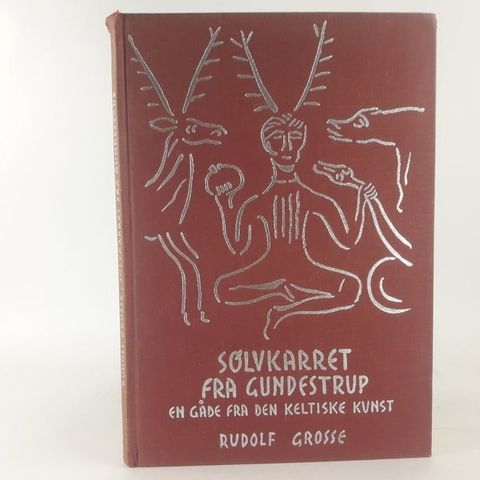 SØLVKARRET
FRA GUNDESTRUP
EN GÅDE FRA DEN KELTISKE KUNST
RUDOLF GROSSE